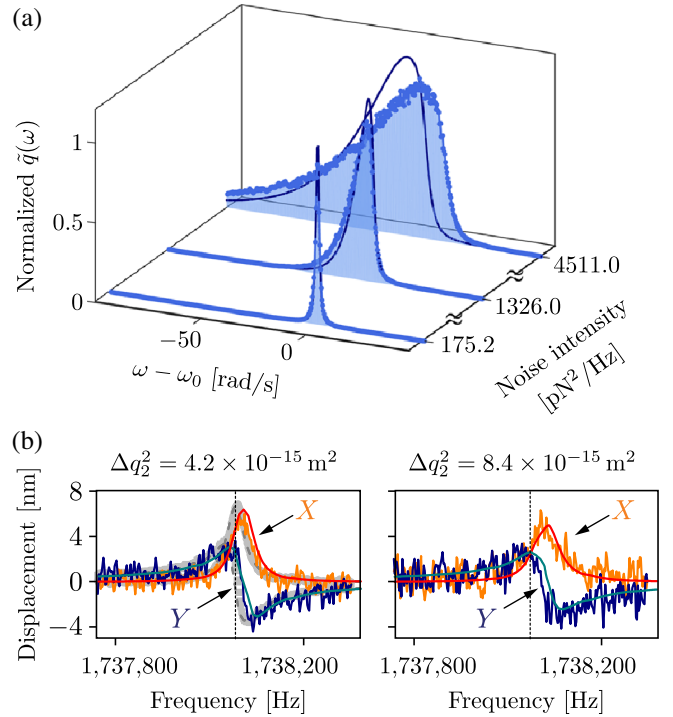 (a)
Normalized q̃(ω)
1
0.5
0
−50
0
ω − ω₀ [rad/s]
4511.0
1326.0
175.2
Noise intensity
[pN²/Hz]
(b)
Δq₂² = 4.2 × 10⁻¹⁵ m²
Δq₂² = 8.4 × 10⁻¹⁵ m²
Displacement [nm]
8
4
0
−4
X
Y
X
Y
1,737,800
1,738,200
1,737,800
1,738,200
Frequency [Hz]
Frequency [Hz]